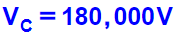 V_C = 180,000V